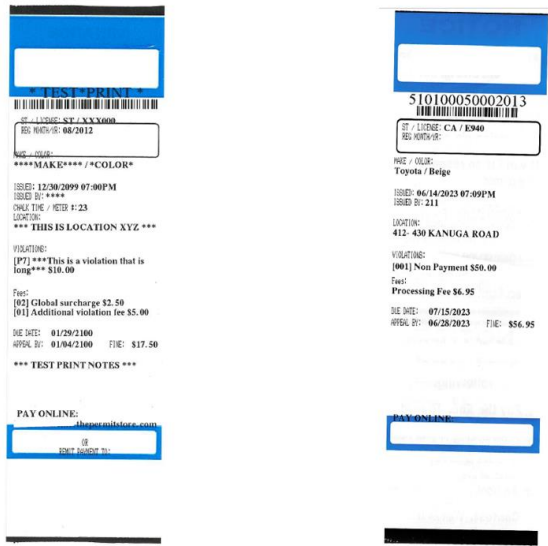 * TEST*PRINT *
ST / LICENSE: ST / XXX000
REG MONTH/YR: 08/2012
MAKE / COLOR:
****MAKE**** / *COLOR*
ISSUED: 12/30/2099 07:00PM
ISSUED BY: ****
CHALK TIME / METER #: 23
LOCATION:
*** THIS IS LOCATION XYZ ***
VIOLATIONS:
[P7] ***This is a violation that is
long*** $10.00
Fees:
[02] Global surcharge $2.50
[01] Additional violation fee $5.00
DUE DATE: 01/29/2100
APPEAL BY: 01/04/2100 FINE: $17.50
*** TEST PRINT NOTES ***
PAY ONLINE:
.thepermitstore.com
OR
REMIT PAYMENT TO:
510100050002013
ST / LICENSE: CA / E940
REG MONTH/YR:
MAKE / COLOR:
Toyota / Beige
ISSUED: 06/14/2023 07:09PM
ISSUED BY: 211
LOCATION:
412- 430 KANUGA ROAD
VIOLATIONS:
[001] Non Payment $50.00
Fees:
Processing Fee $6.95
DUE DATE: 07/15/2023
APPEAL BY: 06/28/2023 FINE: $56.95
PAY ONLINE: